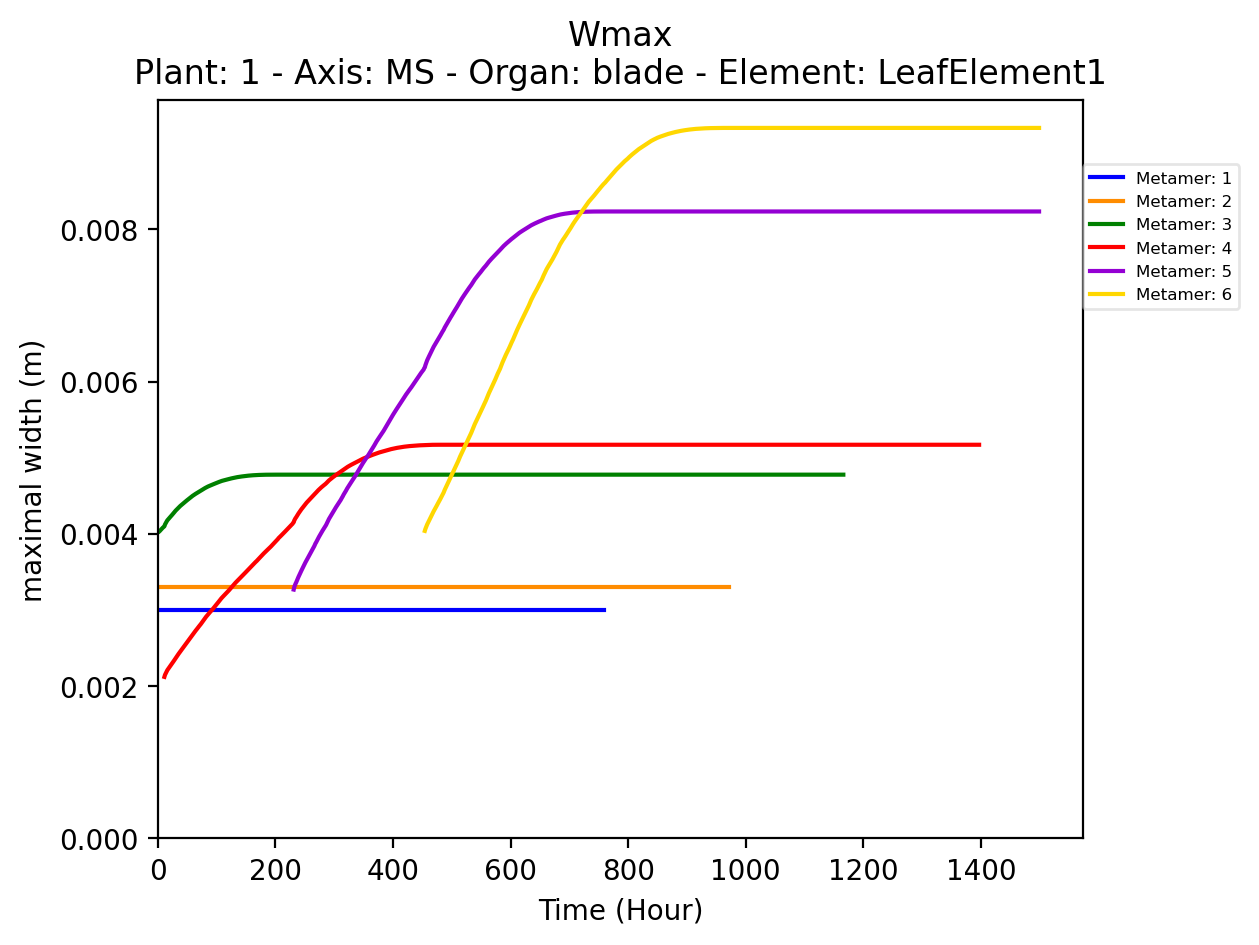 Wmax
Plant: 1 - Axis: MS - Organ: blade - Element: LeafElement1
maximal width (m)
0.008
0.006
0.004
0.002
0.000
0
200
400
600
800
1000
1200
1400
Time (Hour)
Metamer: 1
Metamer: 2
Metamer: 3
Metamer: 4
Metamer: 5
Metamer: 6